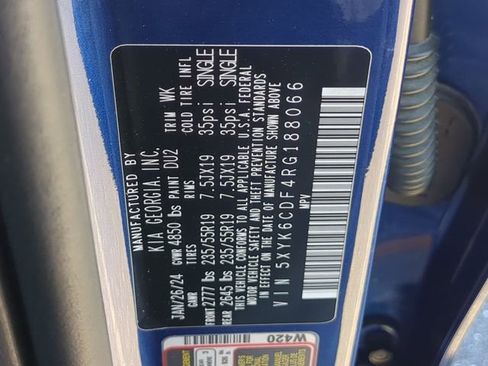 MANUFACTURED BY
KIA GEORGIA, INC.
JAN/26/24 GVWR 4850 lbs PAINT DU2 TRIM WK
GAWR TIRES RIMS COLD TIRE INFL
FRONT 2777 lbs 235/55R19 7.5JX19 35psi SINGLE
REAR 2645 lbs 235/55R19 7.5JX19 35psi SINGLE
THIS VEHICLE CONFORMS TO ALL APPLICABLE U.S.A. FEDERAL
MOTOR VEHICLE SAFETY AND THEFT PREVENTION STANDARDS
IN EFFECT ON THE DATE OF MANUFACTURE SHOWN ABOVE
VIN 5XYK6CDF4RG188066
MPV
W420